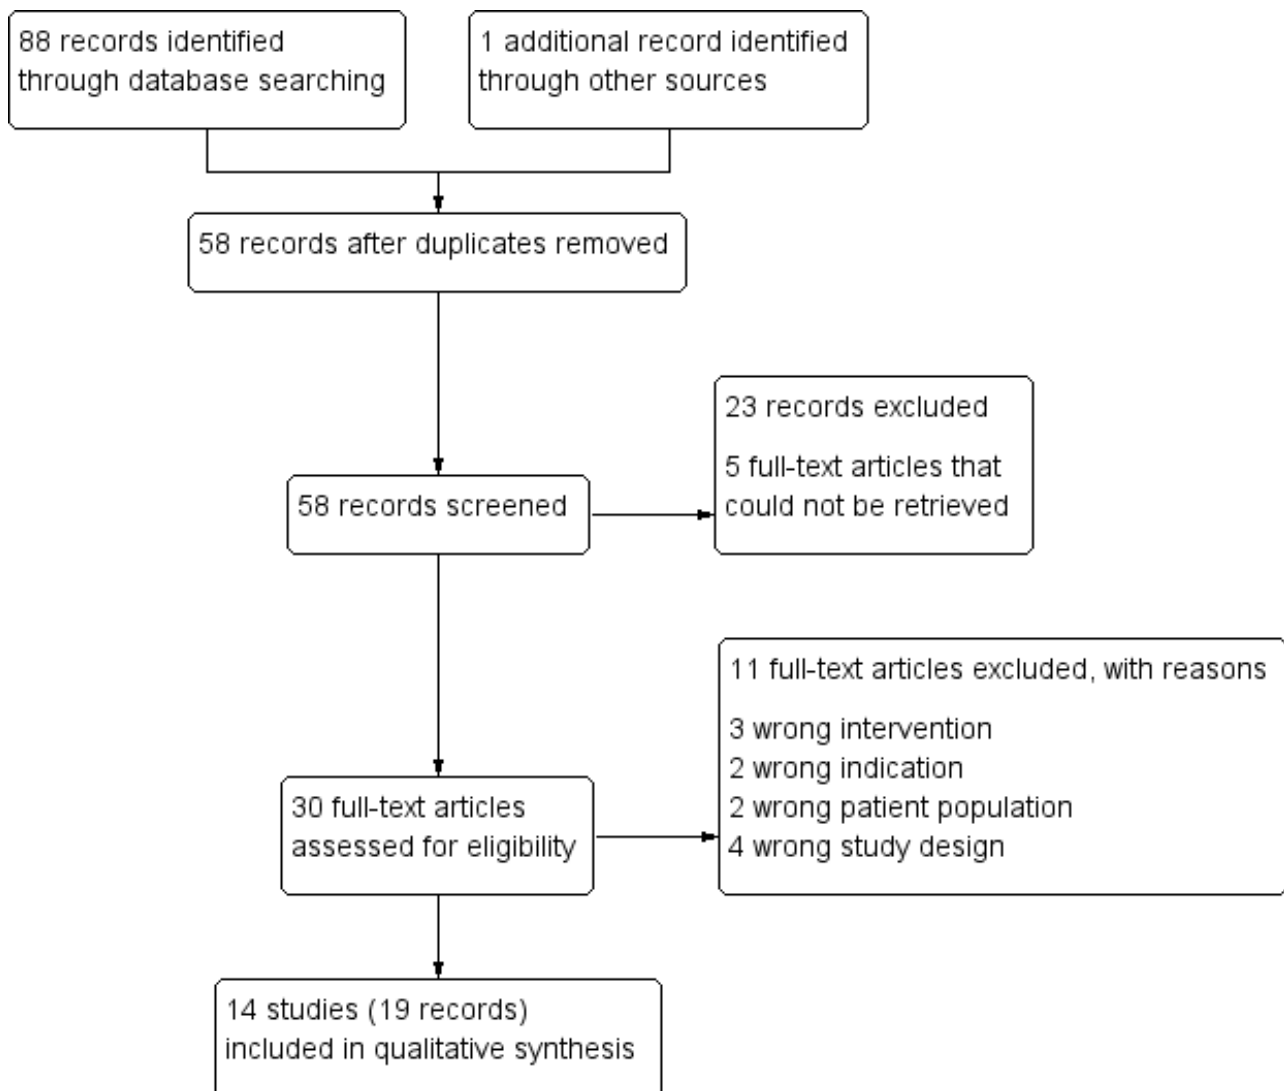 88 records identified
through database searching
1 additional record identified
through other sources
58 records after duplicates removed
23 records excluded
5 full-text articles that
could not be retrieved
58 records screened
11 full-text articles excluded, with reasons
3 wrong intervention
2 wrong indication
2 wrong patient population
4 wrong study design
30 full-text articles
assessed for eligibility
14 studies (19 records)
included in qualitative synthesis